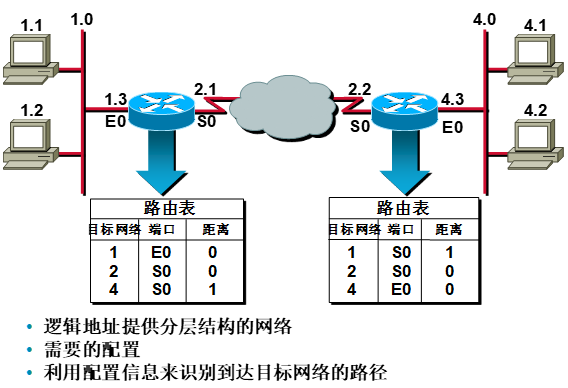 1.1 1.0 4.0 4.1
1.2 1.3 2.1 2.2 4.3 4.2
E0 S0 S0 E0
路由表 路由表
目标网络 端口 距离 目标网络 端口 距离
1 E0 0 1 S0 1
2 S0 0 2 S0 0
4 S0 1 4 E0 0
• 逻辑地址提供分层结构的网络
• 需要的配置
• 利用配置信息来识别到达目标网络的路径